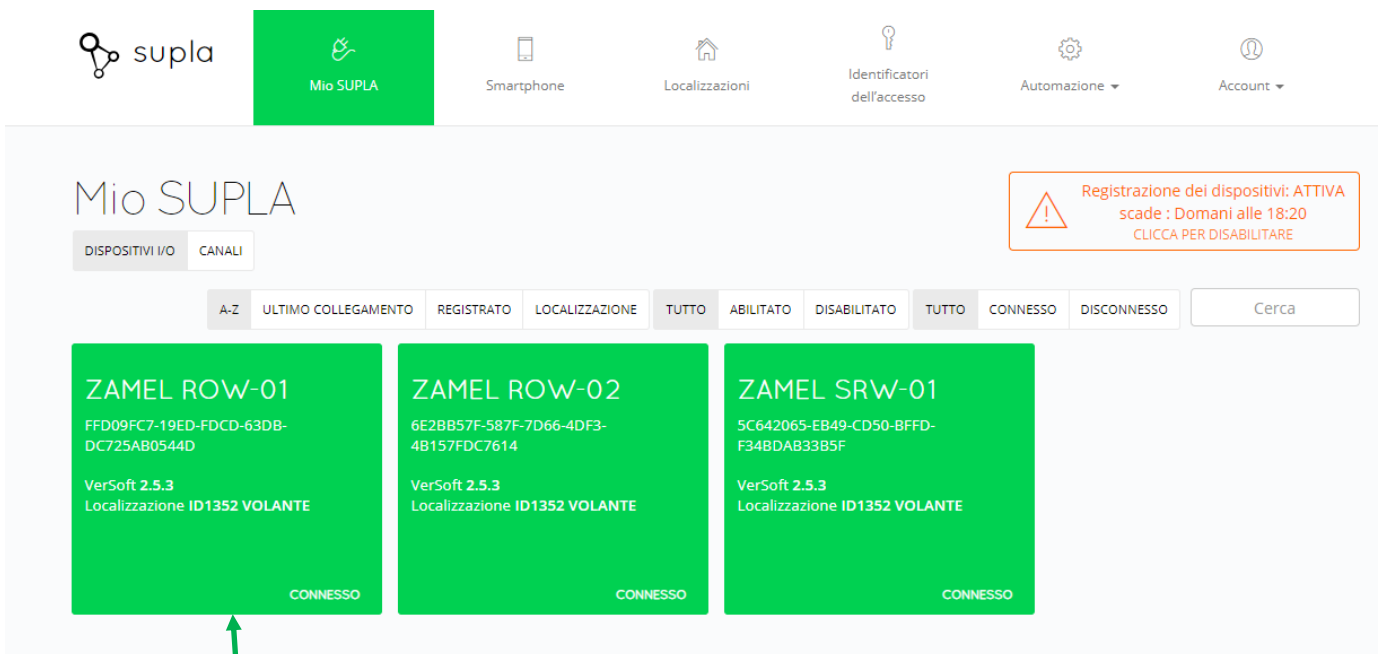 supla
Mio SUPLA
Smartphone
Localizzazioni
Identificatori
dell'accesso
Automazione
Account
Mio SUPLA
Registrazione dei dispositivi: ATTIVA
scade : Domani alle 18:20
CLICCA PER DISABILITARE
DISPOSITIVI I/O CANALI
A-Z ULTIMO COLLEGAMENTO REGISTRATO LOCALIZZAZIONE TUTTO ABILITATO DISABILITATO TUTTO CONNESSO DISCONNESSO Cerca
ZAMEL ROW-01
FFD09FC7-19ED-FDCD-63DB-
DC725AB0544D
VerSoft 2.5.3
Localizzazione ID1352 VOLANTE
CONNESSO
ZAMEL ROW-02
6E2BB57F-587F-7D66-4DF3-
4B157FDC7614
VerSoft 2.5.3
Localizzazione ID1352 VOLANTE
CONNESSO
ZAMEL SRW-01
5C642065-EB49-CD50-BFFD-
F34BDAB33B5F
VerSoft 2.5.3
Localizzazione ID1352 VOLANTE
CONNESSO